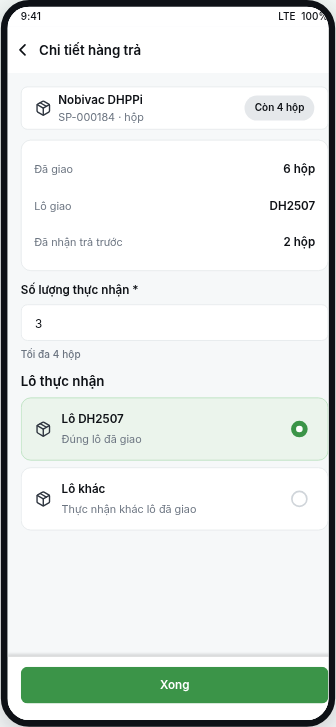 9:41 LTE 100%
Chi tiết hàng trả
Nobivac DHPPi
SP-000184 · hộp
Còn 4 hộp
Đã giao 6 hộp
Lô giao DH2507
Đã nhận trả trước 2 hộp
Số lượng thực nhận *
3
Tối đa 4 hộp
Lô thực nhận
Lô DH2507
Đúng lô đã giao
Lô khác
Thực nhận khác lô đã giao
Xong